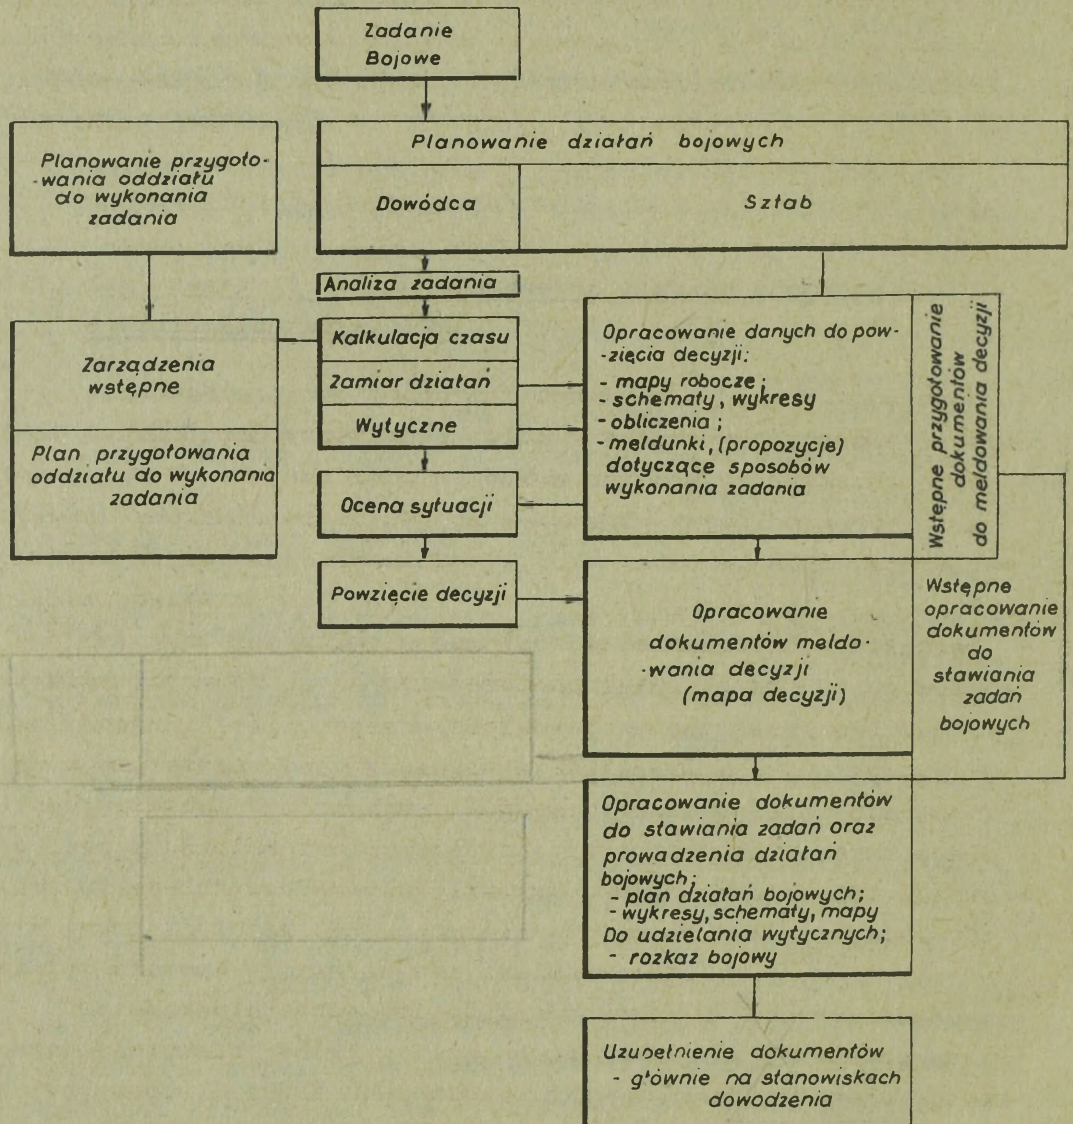 Zadanie
Bojowe
Planowanie przygoto-
-wania oddziału
do wykonania
zadania
Planowanie działań bojowych
Dowódca
Sztab
Analiza zadania
Kalkulacja czasu
Zamiar działań
Wytyczne
Zarządzenia
wstępne
Plan przygotowania
oddziału do wykonania
zadania
Ocena sytuacji
Powzięcie decyzji
Opracowanie danych do pow-
-zięcia decyzji:
- mapy robocze;
- schematy, wykresy
- obliczenia;
- meldunki, (propozycje)
dotyczące sposobów
wykonania zadania
Wstępne przygotowanie
dokumentów
do meldowania decyzji
Opracowanie
dokumentów meldo-
-wania decyzji
(mapa decyzji)
Wstępne
opracowanie
dokumentów
do
stawiania
zadań
bojowych
Opracowanie dokumentów
do stawiania zadań oraz
prowadzenia działań
bojowych;
- plan działań bojowych;
- wykresy, schematy, mapy
Do udzielania wytycznych;
- rozkaz bojowy
Uzupełnienie dokumentów
- głównie na stanowiskach
dowodzenia